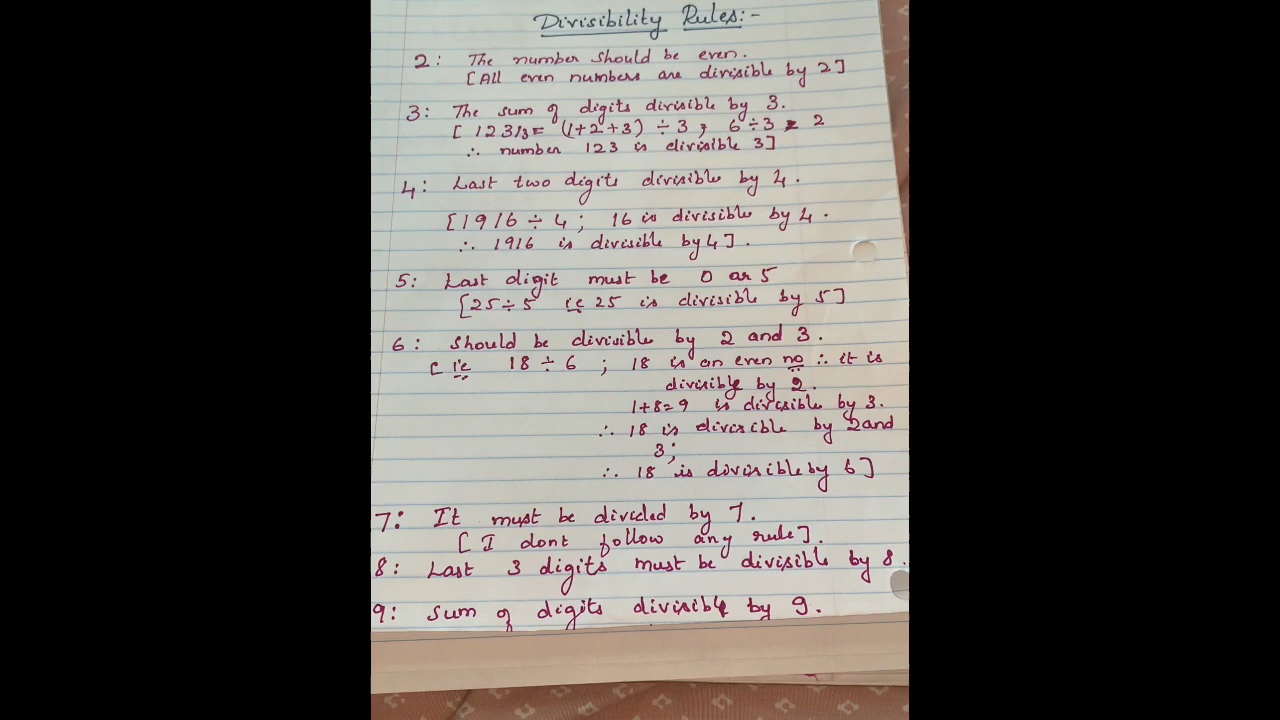 Divisibility Rules:-
2: The number should be even.
[All even numbers are divisible by 2]
3: The sum of digits divisible by 3.
[ 123/3= (1+2+3) ÷ 3, 6÷3 = 2
∴ number 123 is divisible 3]
4: Last two digits divisible by 4.
[1916 ÷ 4; 16 is divisible by 4.
∴ 1916 is divisible by 4].
5: Last digit must be 0 or 5
[25÷5 ie 25 is divisible by 5]
6: Should be divisible by 2 and 3.
[ ie 18 ÷ 6 ; 18 is an even no ∴ it is
divisible by 2.
1+8=9 is divisible by 3.
∴ 18 is divisible by 2 and
3;
∴ 18 is divisible by 6]
7: It must be divided by 7.
[ I dont follow any rule].
8: Last 3 digits must be divisible by 8.
9: Sum of digits divisible by 9.